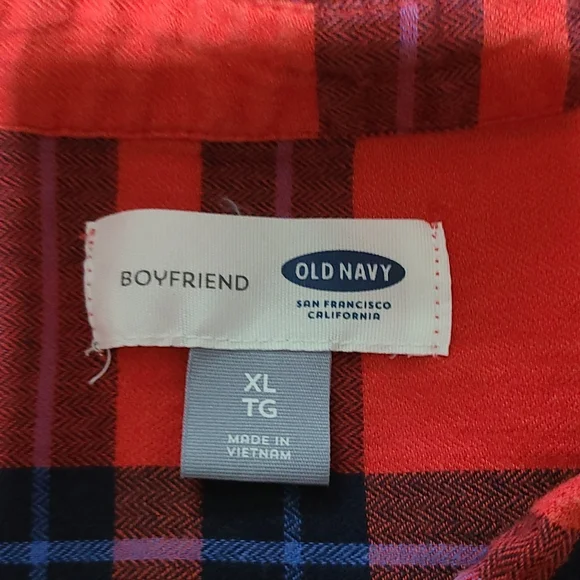 BOYFRIEND
OLD NAVY
SAN FRANCISCO
CALIFORNIA
XL
TG
MADE IN
VIETNAM